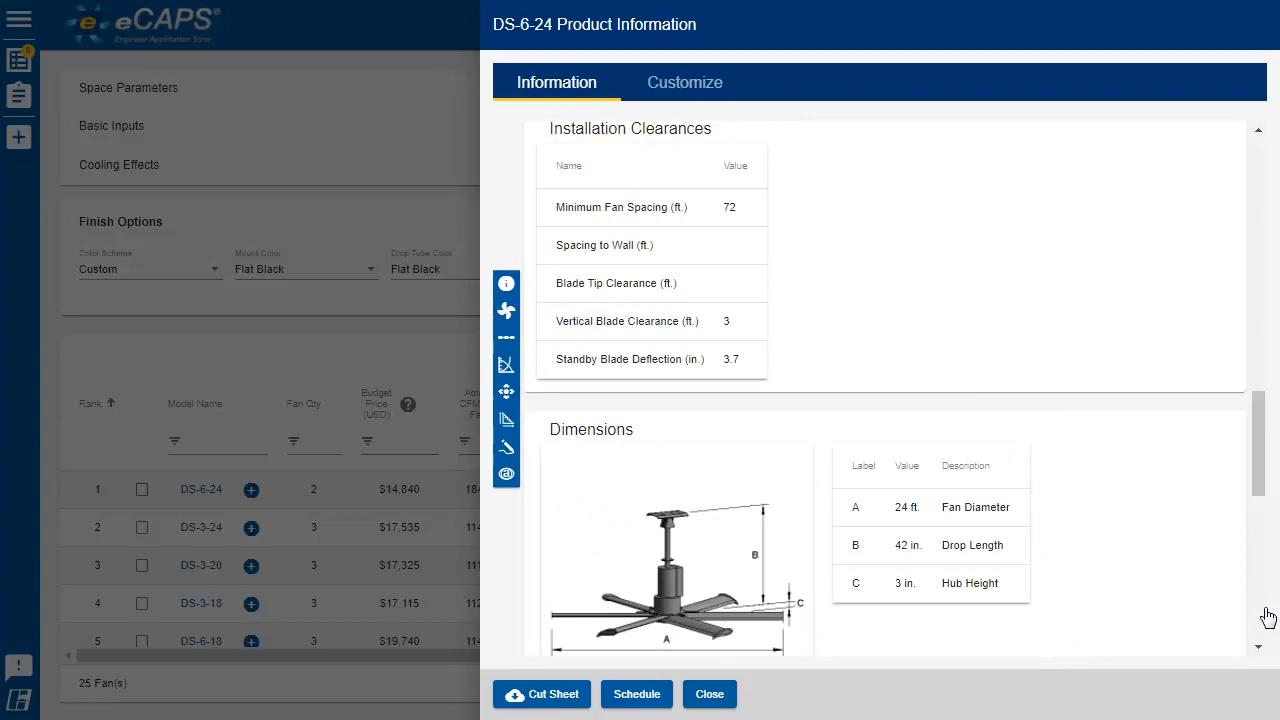 eCAPS®
Engineer Application Suite
DS-6-24 Product Information
Information
Customize
0
Space Parameters
Basic Inputs
Cooling Effects
Finish Options
Color Scheme
Custom
Mount Color
Flat Black
Drop Tube Color
Flat Black
Rank
Model Name
Fan Qty
Budget
Price
(USD)
1 DS-6-24 2 $14,840
2 DS-3-24 3 $17,535
3 DS-3-20 3 $17,325
4 DS-3-18 3 $17,115
5 DS-6-18 3 $19,740
25 Fan(s)
Installation Clearances
Name Value
Minimum Fan Spacing (ft.) 72
Spacing to Wall (ft.)
Blade Tip Clearance (ft.)
Vertical Blade Clearance (ft.) 3
Standby Blade Deflection (in.) 3.7
Dimensions
B
C
A
Label Value Description
A 24 ft. Fan Diameter
B 42 in. Drop Length
C 3 in. Hub Height
Cut Sheet
Schedule
Close